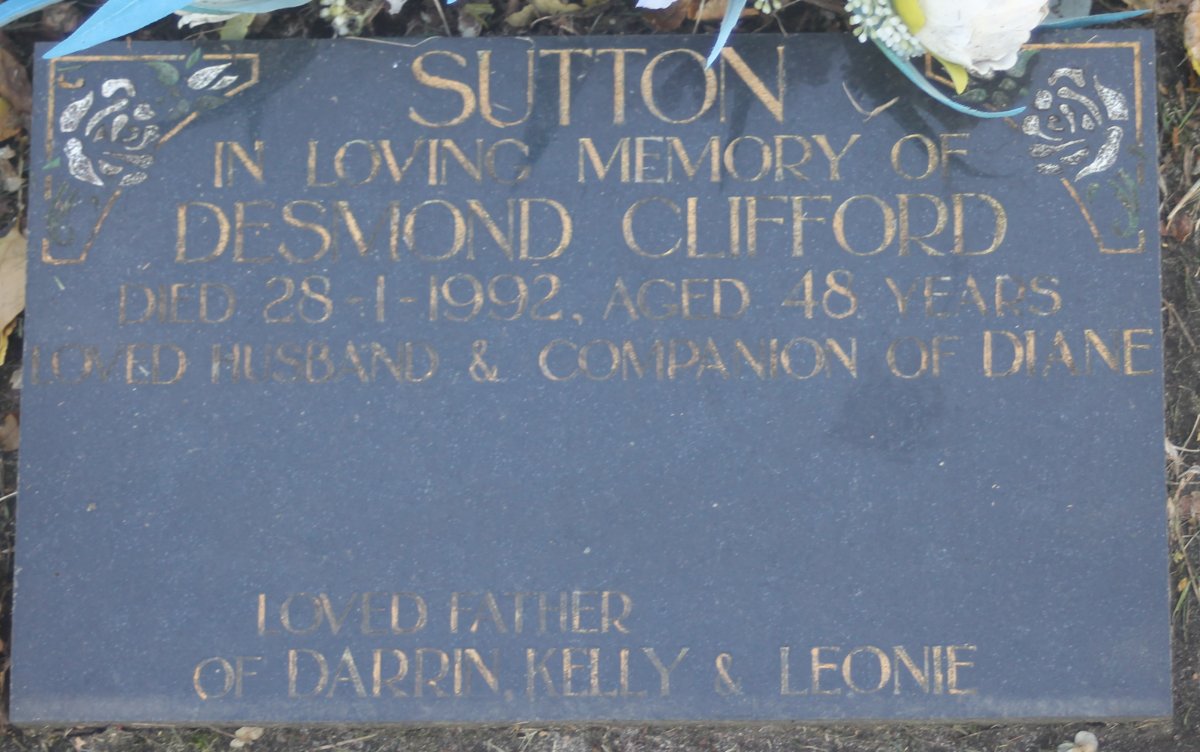 SUTTON
IN LOVING MEMORY OF
DESMOND CLIFFORD
DIED 28-1-1992, AGED 48 YEARS
LOVED HUSBAND & COMPANION OF DIANE
LOVED FATHER
OF DARRIN, KELLY & LEONIE